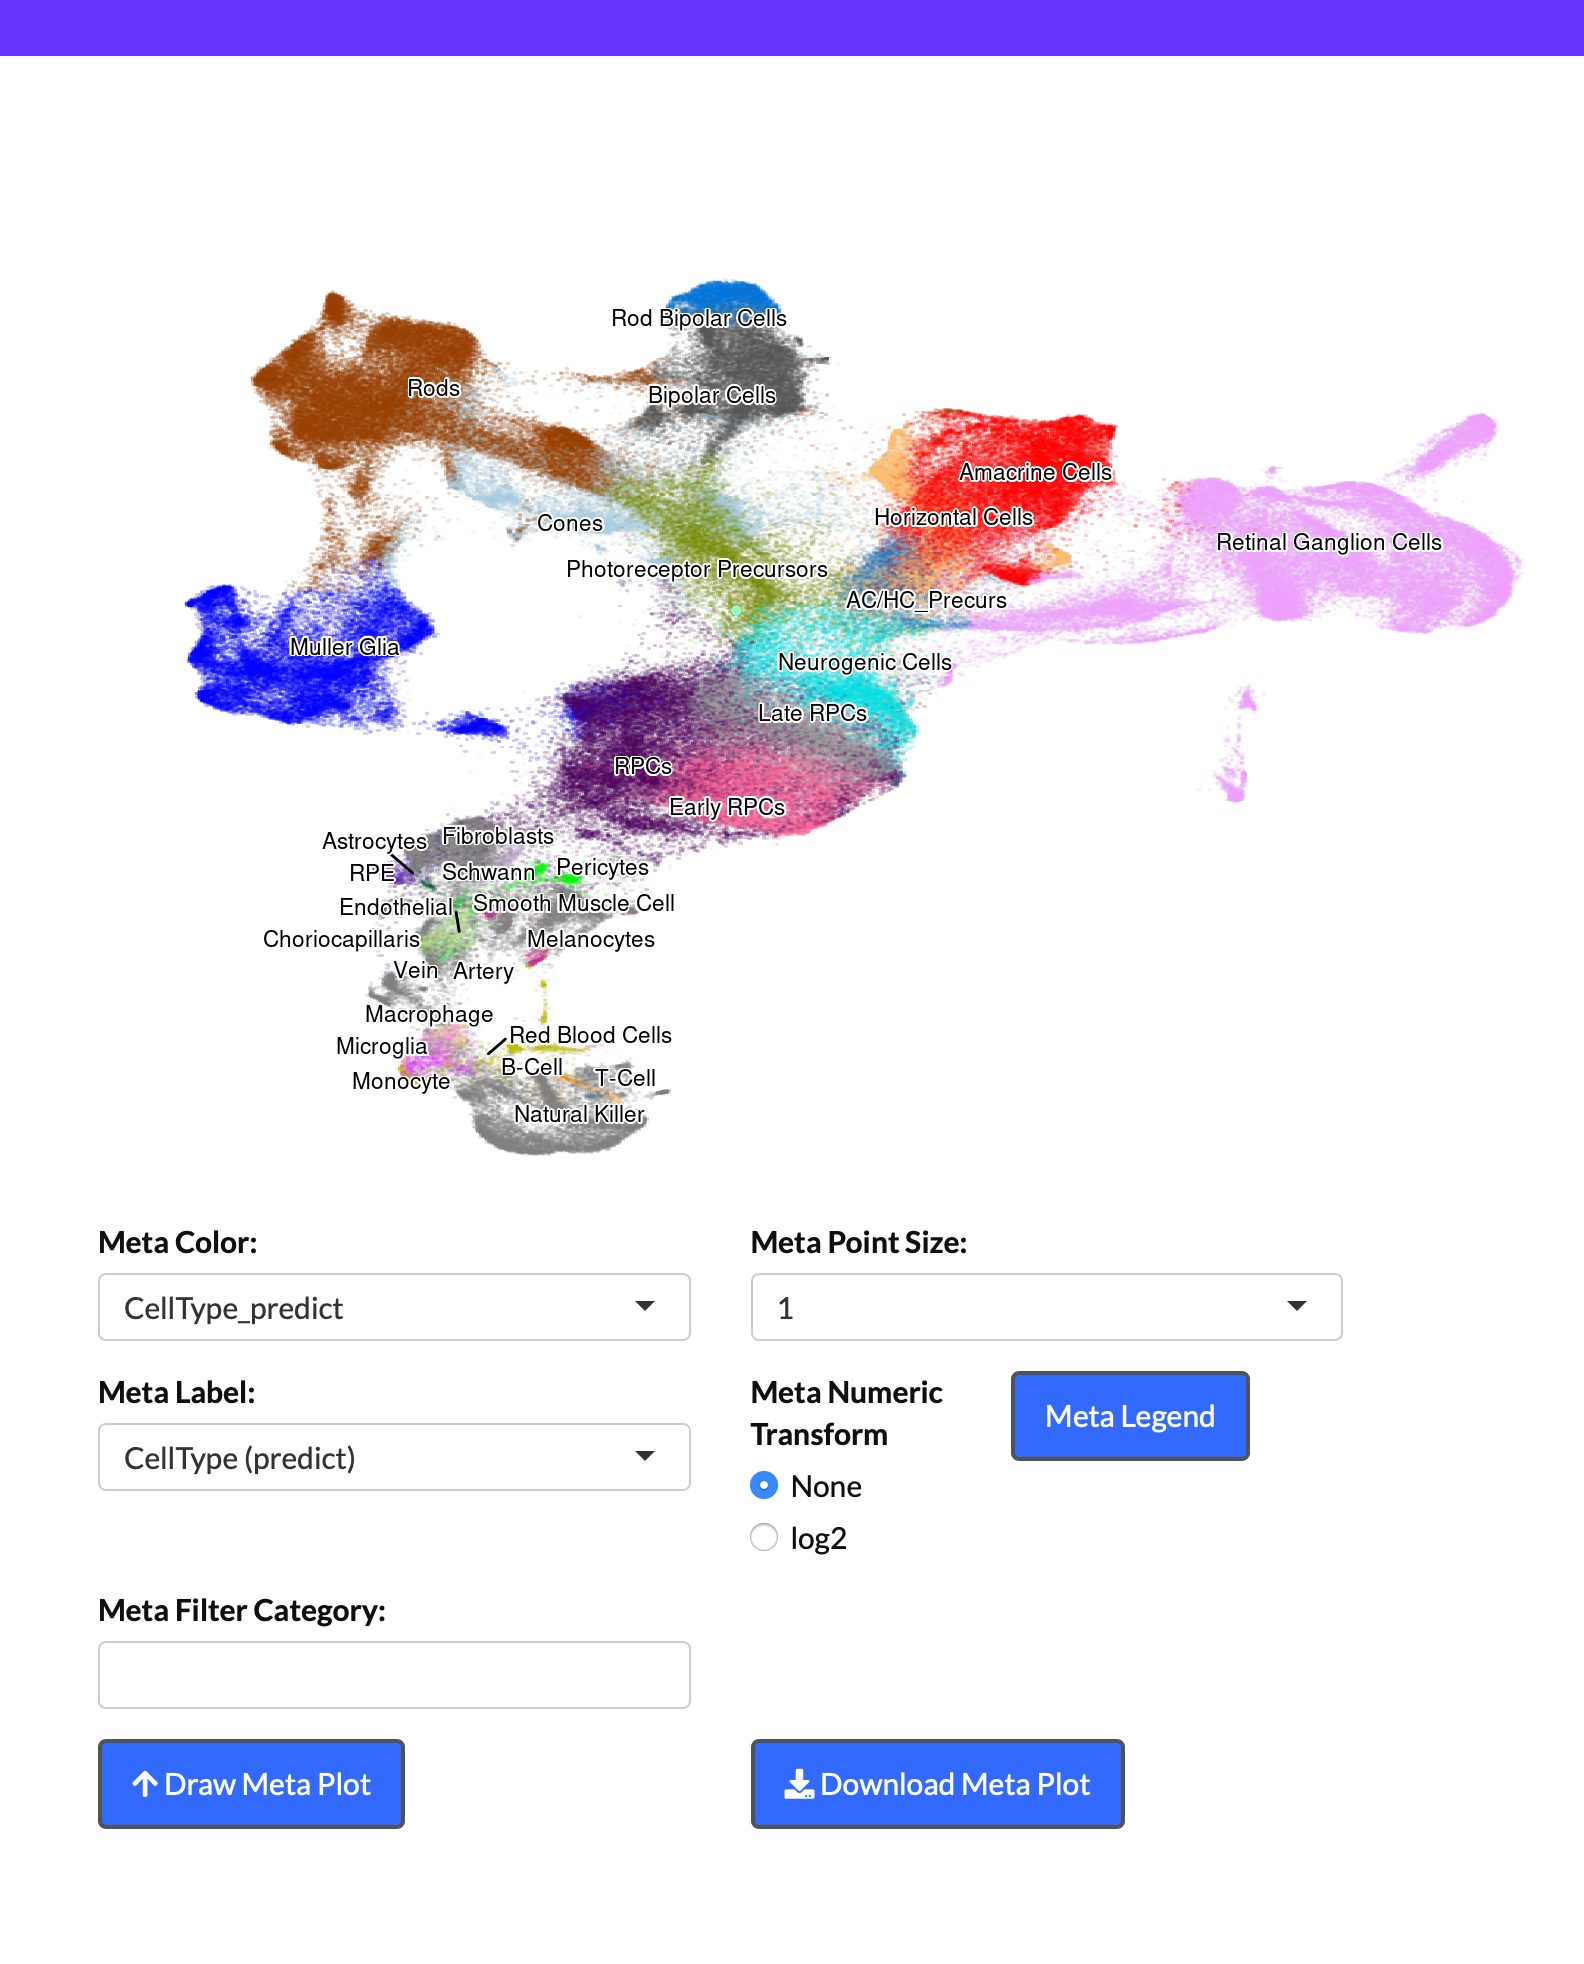 Rod Bipolar Cells
Rods
Bipolar Cells
Amacrine Cells
Horizontal Cells
Cones
Retinal Ganglion Cells
Photoreceptor Precursors
AC/HC_Precurs
Muller Glia
Neurogenic Cells
Late RPCs
RPCs
Early RPCs
Astrocytes
Fibroblasts
RPE
Schwann
Pericytes
Endothelial
Smooth Muscle Cell
Choriocapillaris
Melanocytes
Vein
Artery
Macrophage
Red Blood Cells
Microglia
B-Cell
T-Cell
Monocyte
Natural Killer
Meta Color:
CellType_predict
Meta Point Size:
1
Meta Label:
CellType (predict)
Meta Numeric
Transform
None
log2
Meta Legend
Meta Filter Category:
Draw Meta Plot
Download Meta Plot